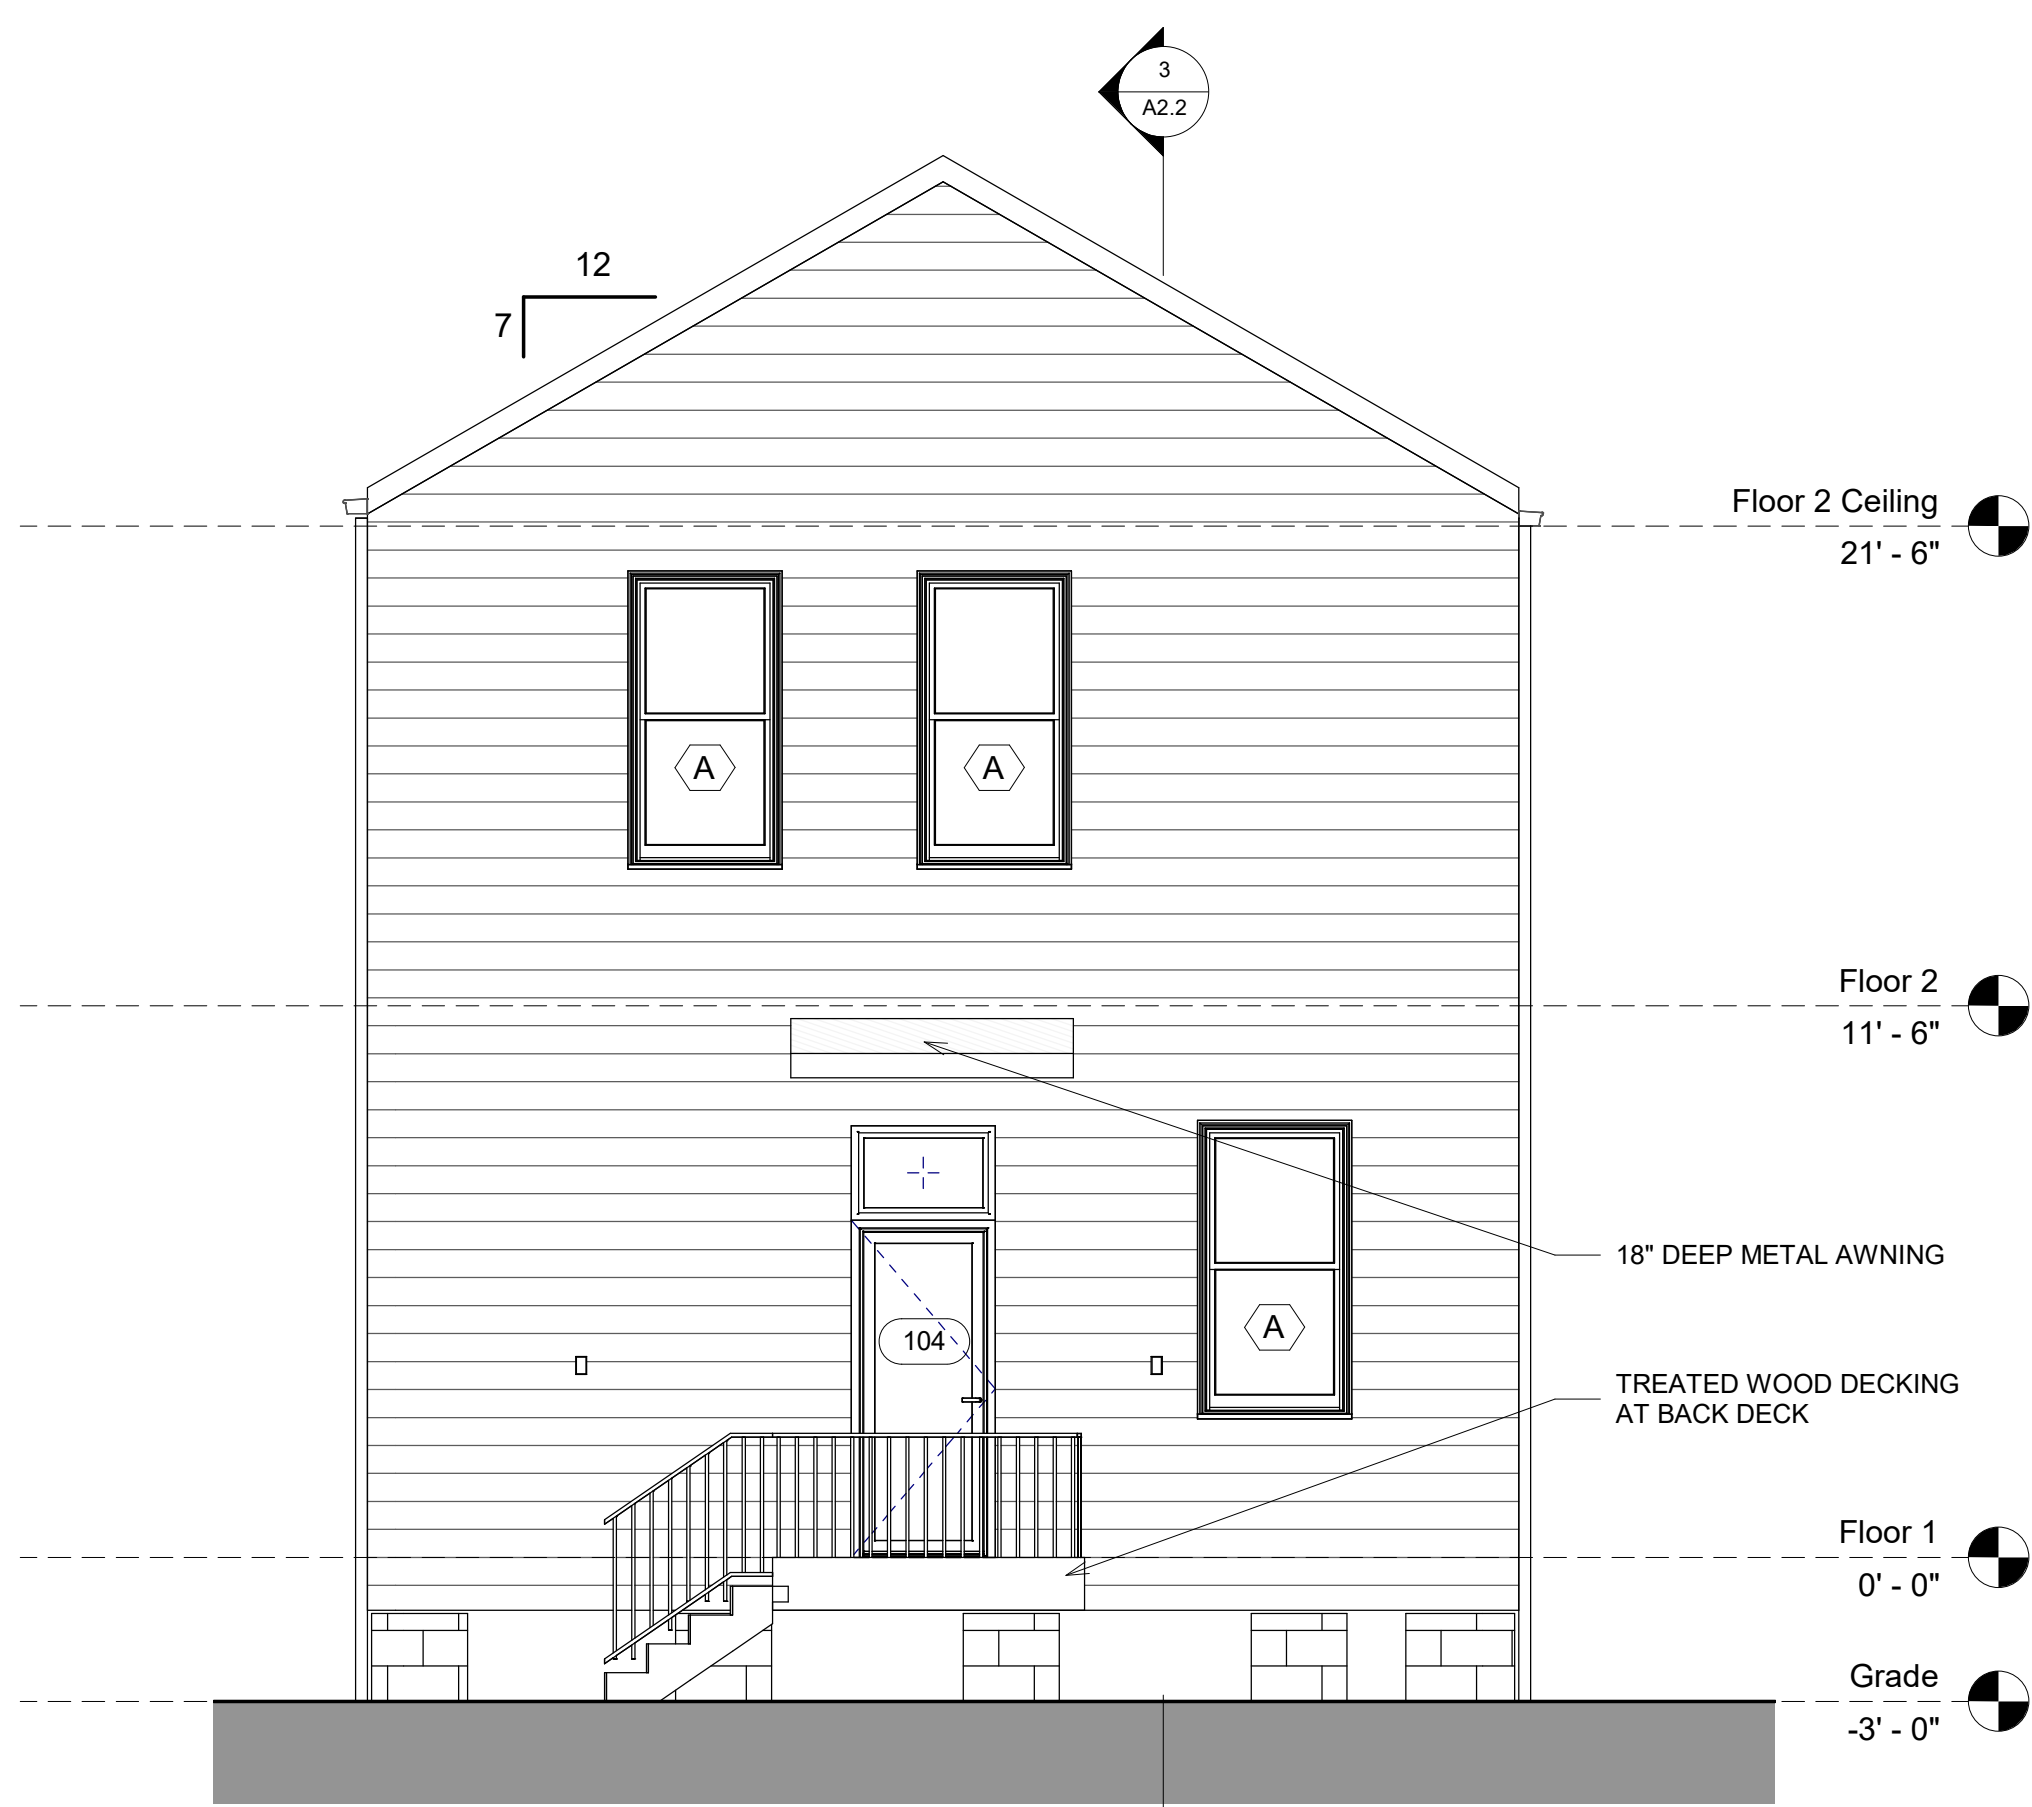 3
A2.2
12
7
Floor 2 Ceiling
21' - 6"
A
A
Floor 2
11' - 6"
18" DEEP METAL AWNING
A
104
TREATED WOOD DECKING
AT BACK DECK
Floor 1
0' - 0"
Grade
-3' - 0"